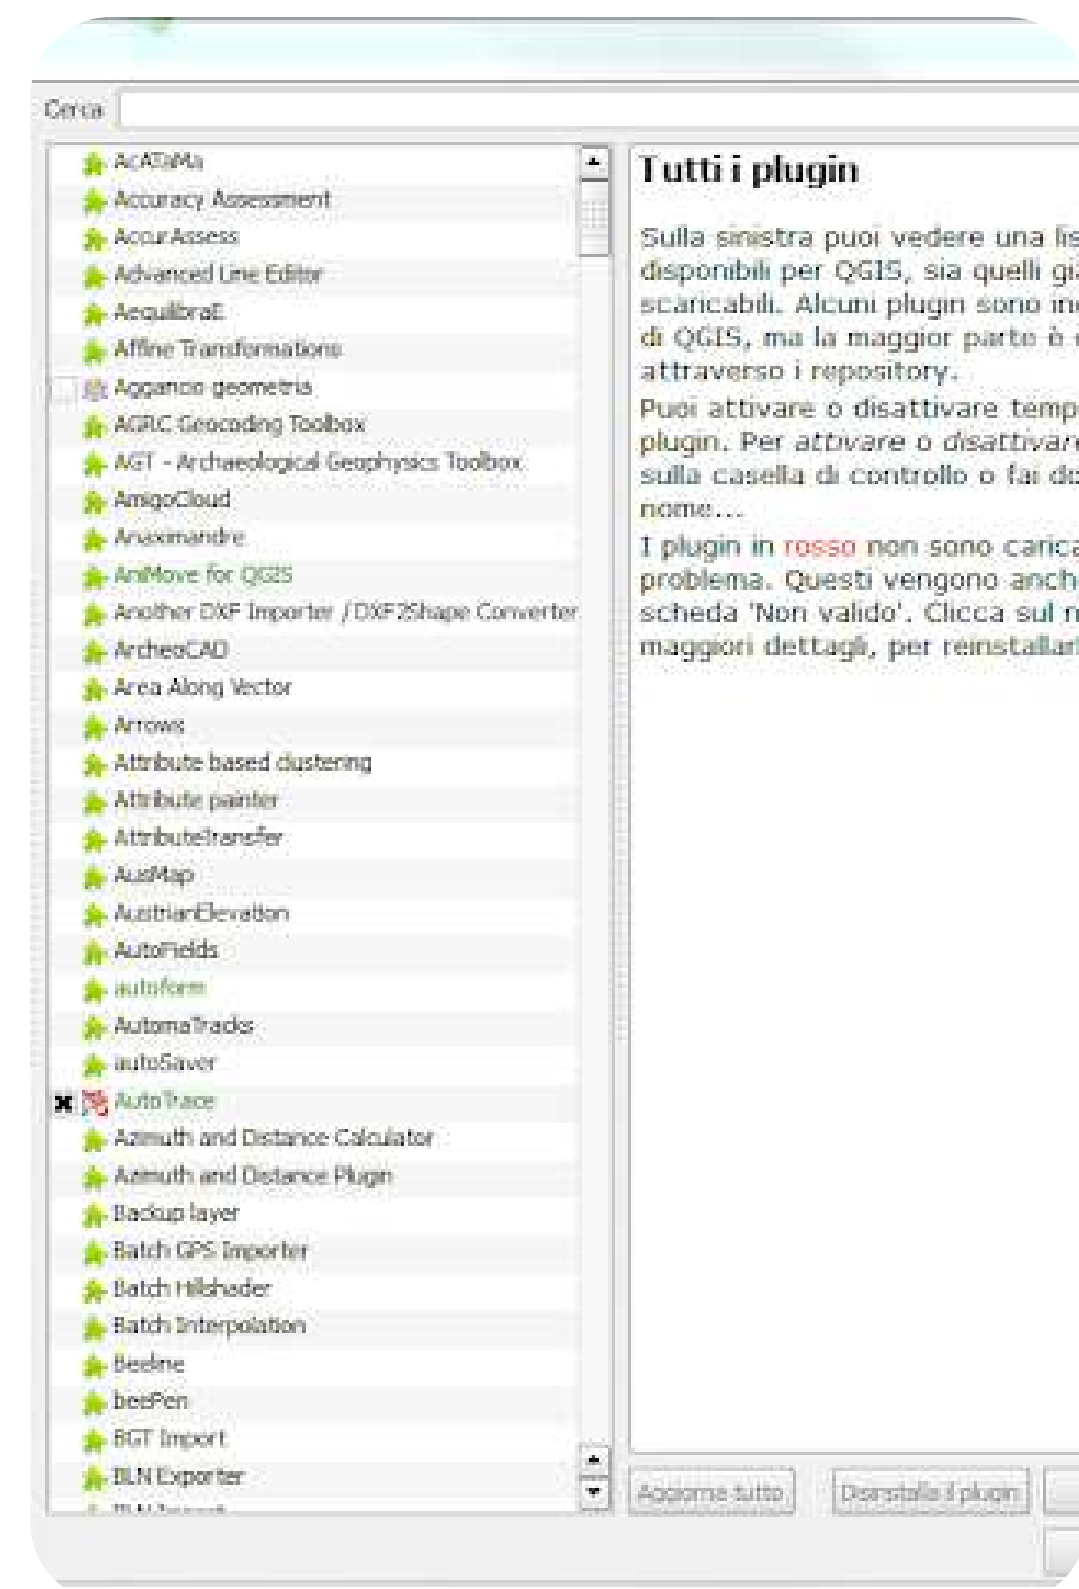 Cerca
AcATaMa
Accuracy Assessment
AccurAssess
Advanced Line Editor
AequilibraE
Affine Transformations
Aggancio geometria
AGRC Geocoding Toolbox
AGT - Archaeological Geophysics Toolbox
AmigoCloud
Anaximandre
AniMove for QGIS
Another DXF Importer / DXF2Shape Converter
ArcheoCAD
Area Along Vector
Arrows
Attribute based clustering
Attribute painter
AttributeTransfer
AusMap
AustrianElevation
AutoFields
autoform
AutomaTracks
autoSaver
AutoTrace
Azimuth and Distance Calculator
Azimuth and Distance Plugin
Backup layer
Batch GPS Importer
Batch Hillshader
Batch Interpolation
Beeline
beePen
BGT Import
BLN Exporter
Tutti i plugin
Sulla sinistra puoi vedere una lis
disponibili per QGIS, sia quelli già
scaricabili. Alcuni plugin sono inc
di QGIS, ma la maggior parte è
attraverso i repository.
Puoi attivare o disattivare temp
plugin. Per attivare o disattivare
sulla casella di controllo o fai do
nome...
I plugin in rosso non sono carica
problema. Questi vengono anch
scheda 'Non valido'. Clicca sul n
maggiori dettagli, per reinstallar
Aggiorna tutto
Disinstalla il plugin